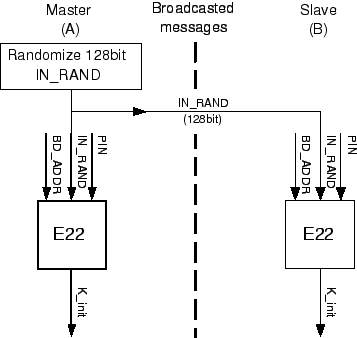 Master
(A)
Broadcasted
messages
Slave
(B)
Randomize 128bit
IN_RAND
IN_RAND
(128bit)
BD_ADDR
IN_RAND
PIN
BD_ADDR
IN_RAND
PIN
E22
E22
K_init
K_init